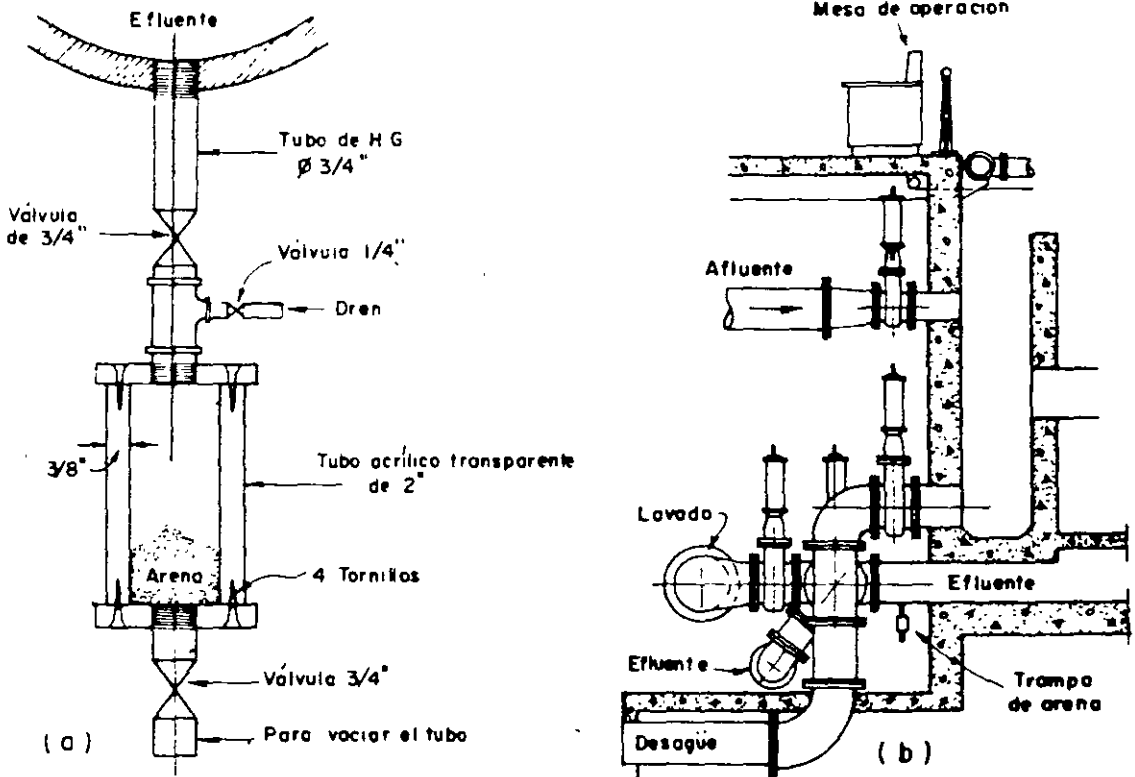 Efluente
Tubo de H G
Ø 3/4"
Válvula
de 3/4"
Válvula 1/4"
Dren
3/8"
Tubo acrílico transparente
de 2"
Arena
4 Tornillos
Válvula 3/4"
Para vaciar el tubo
(a)
Mesa de operacion
Afluente
Lavado
Efluente
Efluente
Trampa
de arena
Desagüe
(b)